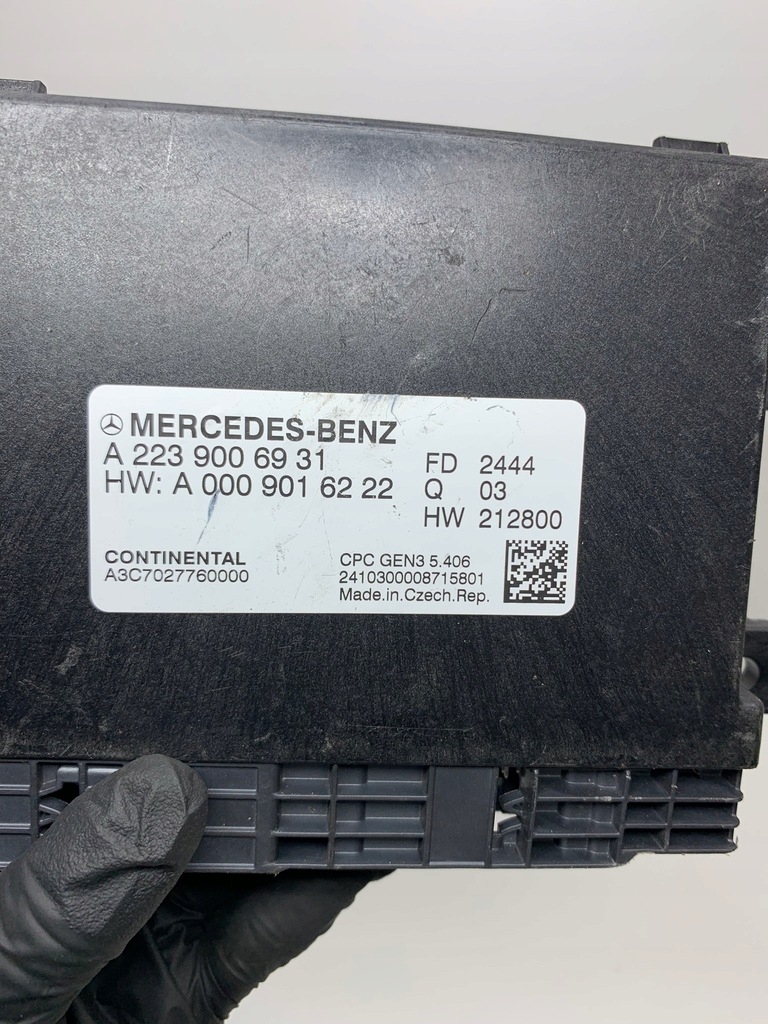 MERCEDES-BENZ
A 223 900 69 31
HW: A 000 901 62 22
FD 2444
Q 03
HW 212800
CONTINENTAL
A3C7027760000
CPC GEN3 5.406
2410300008715801
Made.in.Czech.Rep.